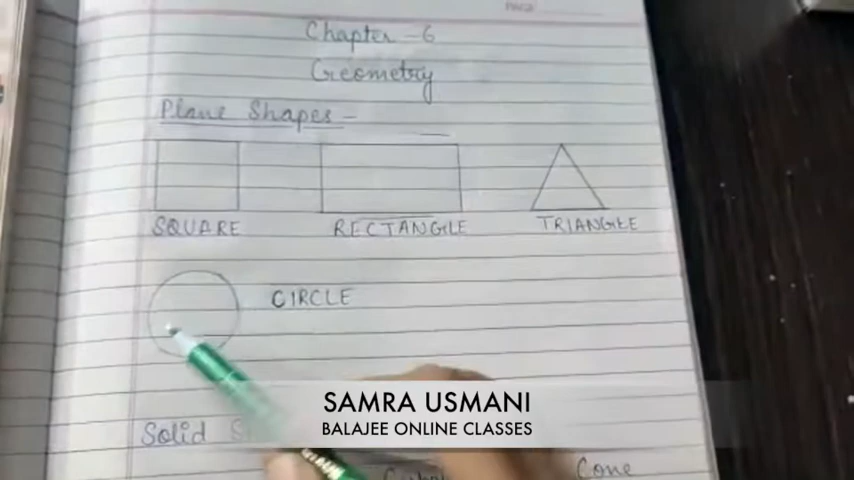 Chapter - 6
Geometry
Plane Shapes -
SQUARE RECTANGLE TRIANGLE
CIRCLE
SAMRA USMANI
BALAJEE ONLINE CLASSES
Solid
Cone